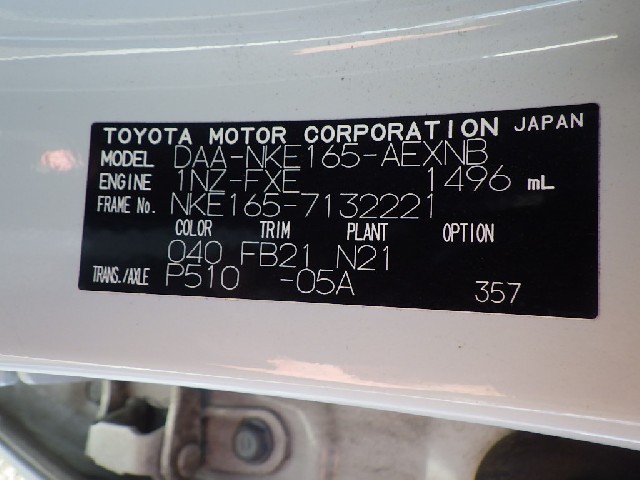 TOYOTA MOTOR CORPORATION JAPAN
MODEL DAA-NKE165-AEXNB
ENGINE 1NZ-FXE 1496 mL
FRAME No. NKE165-7132221
COLOR TRIM PLANT OPTION
040 FB21 N21
TRANS./AXLE P510 -05A 357